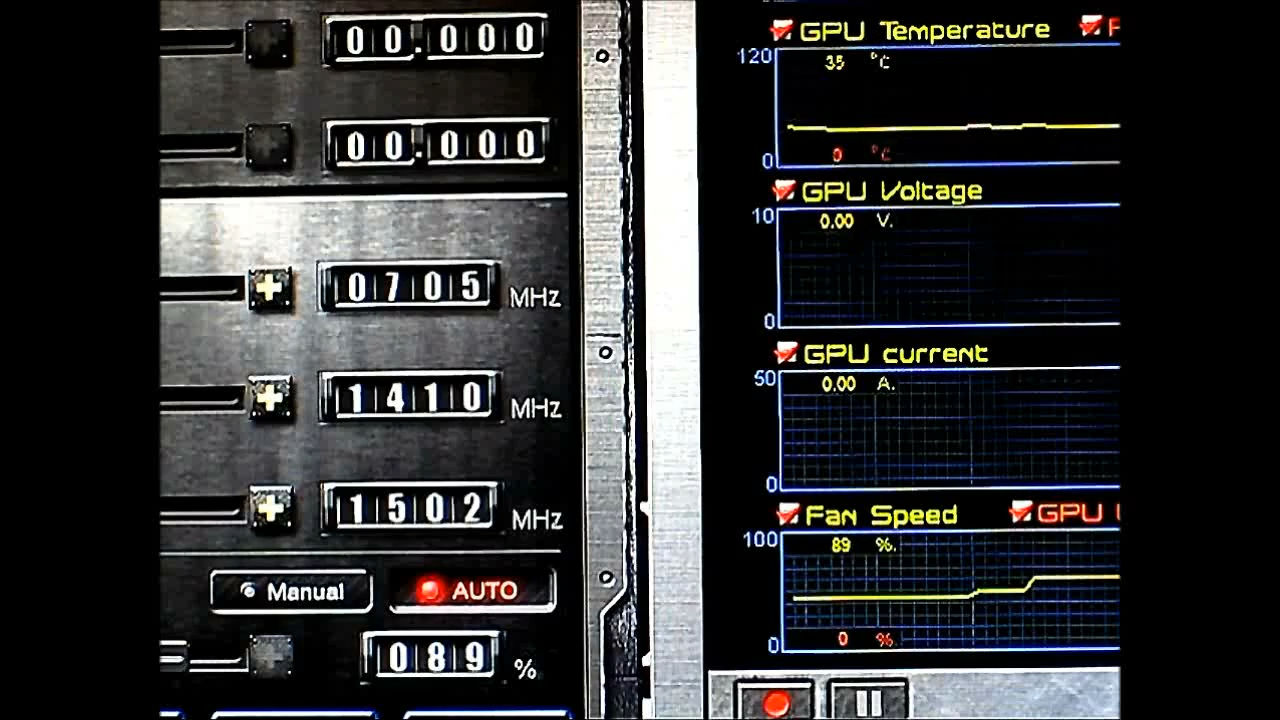 00.000
00.000
0705 MHz
1410 MHz
1502 MHz
Manual AUTO
089 %
GPU Temperature
120
35 °C
0 °C
0
GPU Voltage
10
0.00 V.
0
GPU current
50
0.00 A.
0
Fan Speed GPU
100
89 %.
0 %.
0